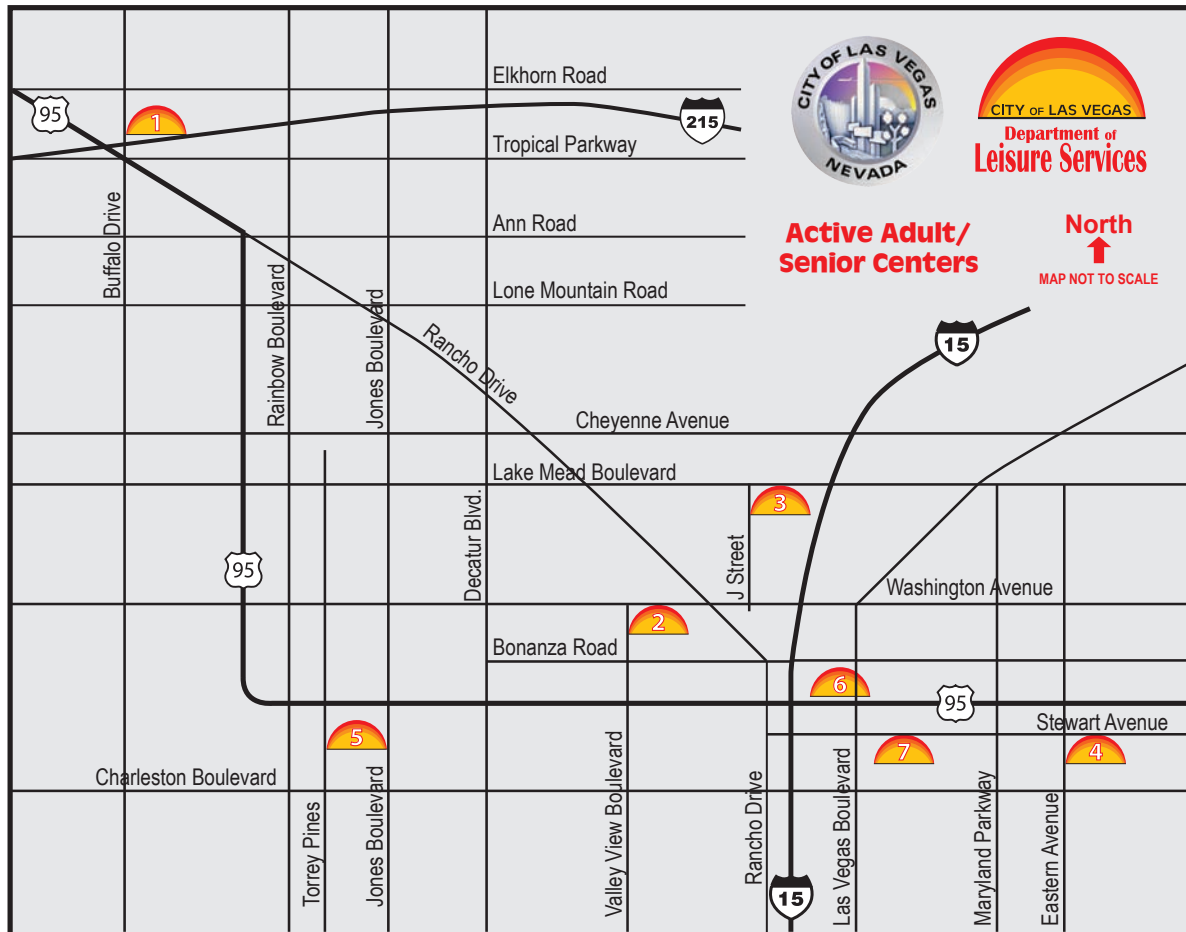 Elkhorn Road
95
1
215
Tropical Parkway
CITY OF LAS VEGAS
NEVADA
CITY OF LAS VEGAS
Department of
Leisure Services
Buffalo Drive
Ann Road
Active Adult/
Senior Centers
North
MAP NOT TO SCALE
Rainbow Boulevard
Jones Boulevard
Lone Mountain Road
Rancho Drive
15
Cheyenne Avenue
Lake Mead Boulevard
Decatur Blvd.
3
J Street
95
Washington Avenue
2
Bonanza Road
6
95
Stewart Avenue
5
7
4
Charleston Boulevard
Torrey Pines
Jones Boulevard
Valley View Boulevard
Rancho Drive
15
Las Vegas Boulevard
Maryland Parkway
Eastern Avenue